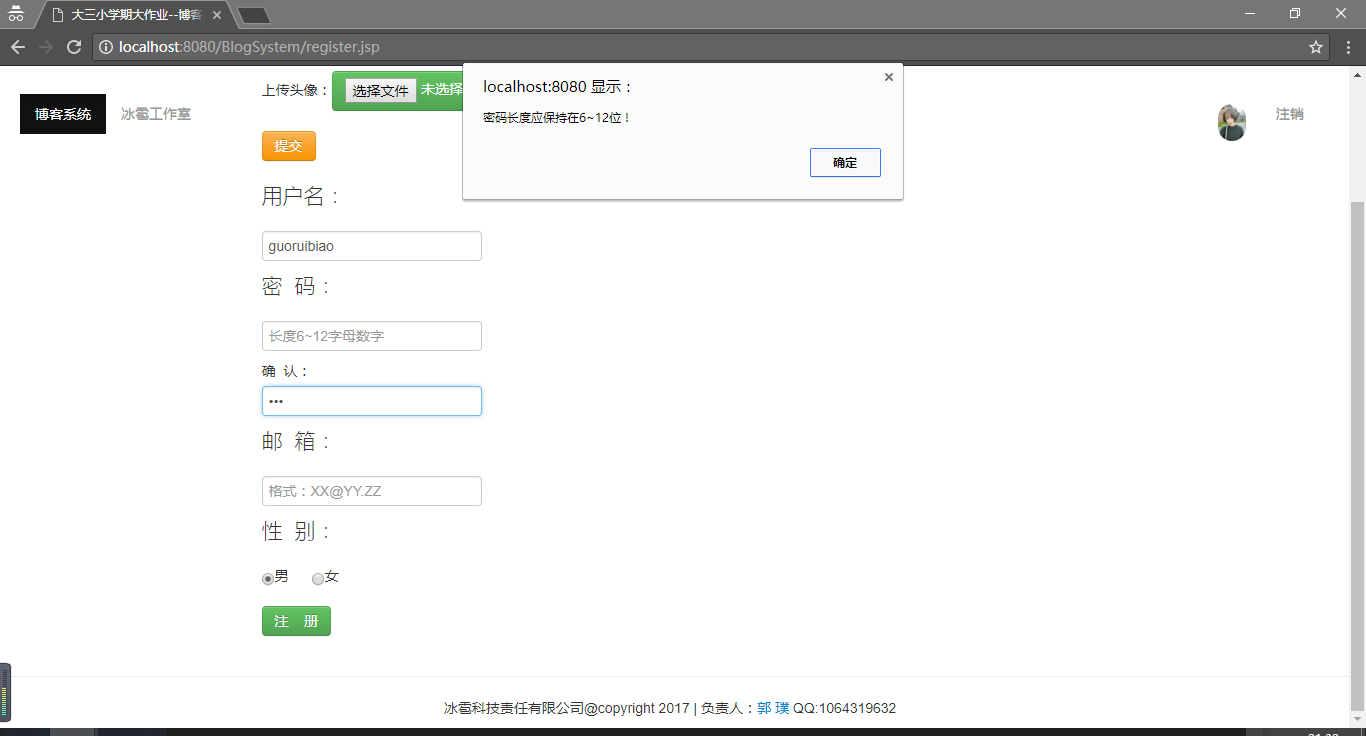 大三小学期大作业--博客
localhost:8080/BlogSystem/register.jsp
博客系统
冰雹工作室
注销
上传头像：
选择文件
未选择
localhost:8080 显示：
密码长度应保持在6~12位！
确定
提交
用户名：
guoruibiao
密 码：
长度6~12字母数字
确 认：
•••
邮 箱：
格式：XX@YY.ZZ
性 别：
男 女
注 册
冰雹科技责任有限公司@copyright 2017 | 负责人：郭 璞 QQ:1064319632